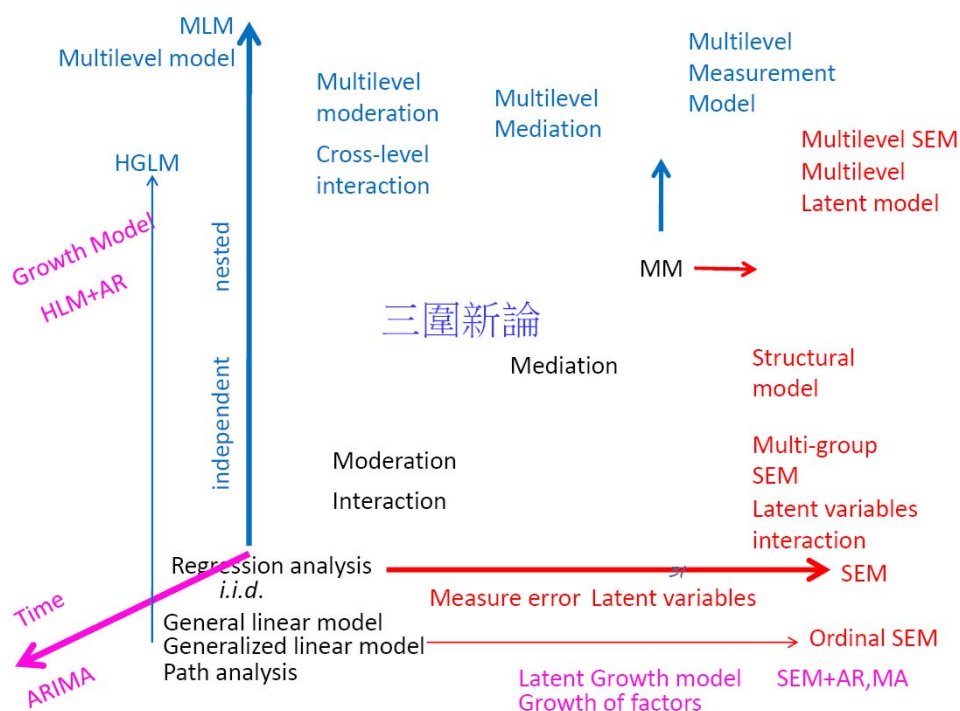 MLM
Multilevel model
Multilevel
moderation
Cross-level
interaction
Multilevel
Mediation
Multilevel
Measurement
Model
Multilevel SEM
Multilevel
Latent model
HGLM
Growth Model
HLM+AR
nested
independent
MM
三圍新論
Mediation
Structural
model
Moderation
Interaction
Multi-group
SEM
Latent variables
interaction
Regression analysis
i.i.d.
SEM
Measure error Latent variables
Time
ARIMA
General linear model
Generalized linear model
Path analysis
Ordinal SEM
Latent Growth model
Growth of factors
SEM+AR,MA